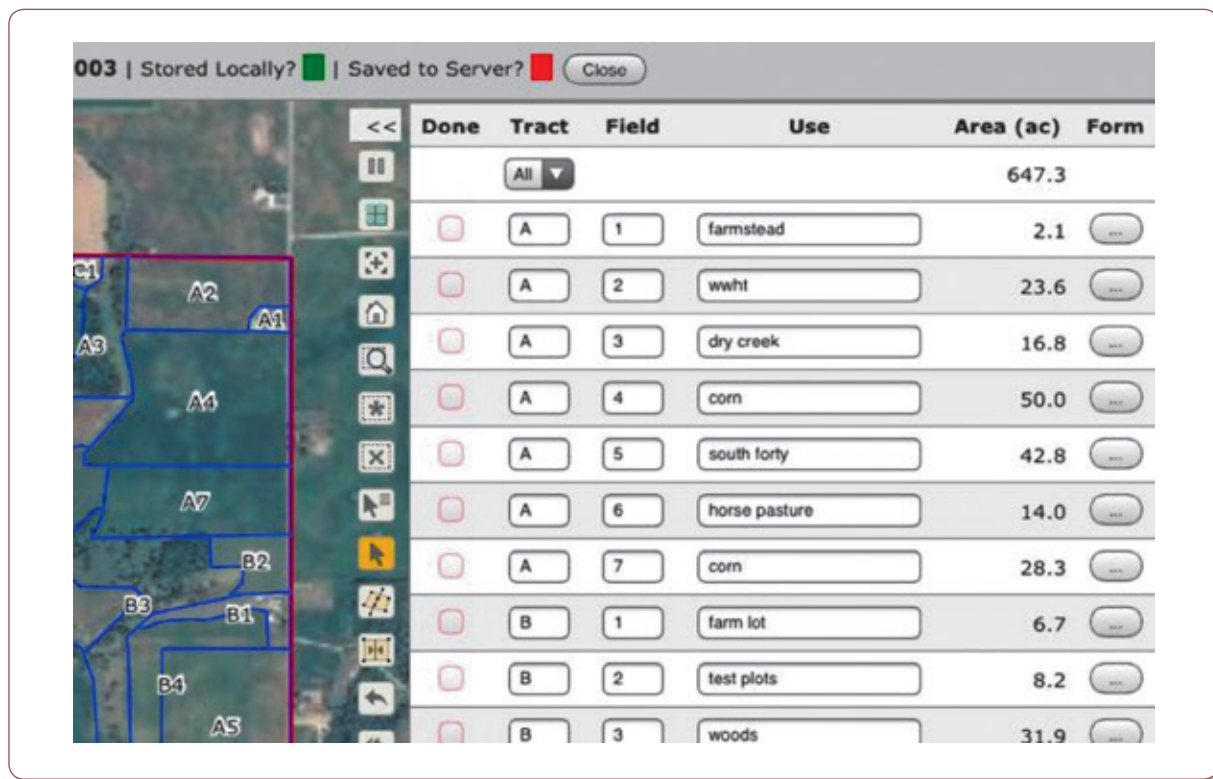 003 | Stored Locally? | Saved to Server? Close
<< Done Tract Field Use Area (ac) Form
All 647.3
A 1 farmstead 2.1 ...
A 2 wwht 23.6 ...
A 3 dry creek 16.8 ...
A 4 corn 50.0 ...
A 5 south forty 42.8 ...
A 6 horse pasture 14.0 ...
A 7 corn 28.3 ...
B 1 farm lot 6.7 ...
B 2 test plots 8.2 ...
B 3 woods 31.9 ...
C1
A2
A1
A3
A4
A7
B2
B3
B1
B4
A5